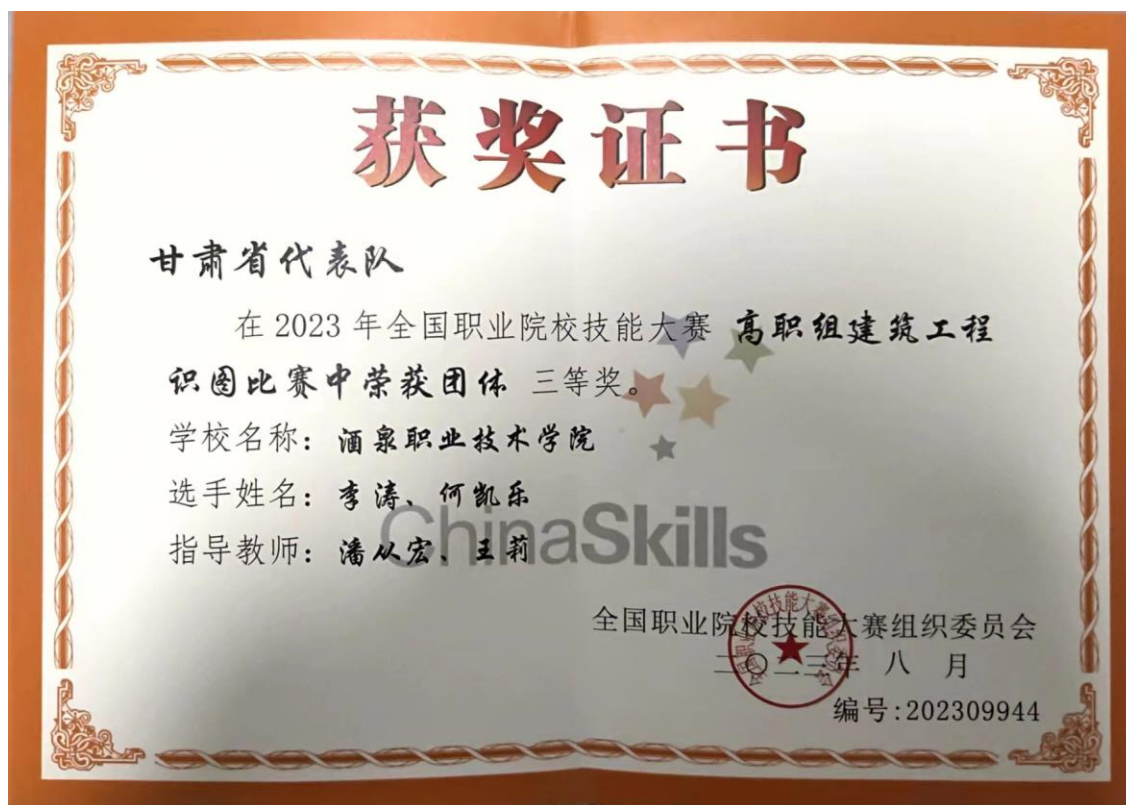 获奖证书
甘肃省代表队
在2023年全国职业院校技能大赛 高职组建筑工程
识图比赛中荣获团体 三等奖。
学校名称：酒泉职业技术学院
选手姓名：李涛、何凯乐
指导教师：潘从宏、王莉
ChinaSkills
全国职业院校技能大赛组织委员会
二〇二三年 八 月
编号:202309944